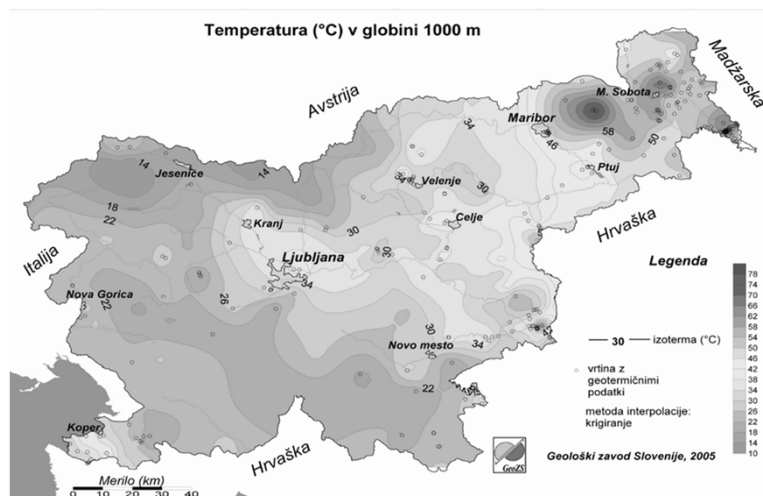 Temperatura (°C) v globini 1000 m
Avstrija
Madžarska
Italija
Hrvaška
Hrvaška
M. Sobota
Maribor
58
50
46
Ptuj
34
14
Jesenice
14
34
Velenje
30
18
22
Kranj
30
Celje
Ljubljana
30
34
Nova Gorica
22
26
30
Novo mesto
34
22
Koper
Legenda
30 izoterma (°C)
vrtina z
geotermičnimi
podatki
metoda interpolacije:
krigiranje
78
74
70
66
62
58
54
50
46
42
38
34
30
26
22
18
14
10
GeoZS
Geološki zavod Slovenije, 2005
Merilo (km)
0 10 20 30 40